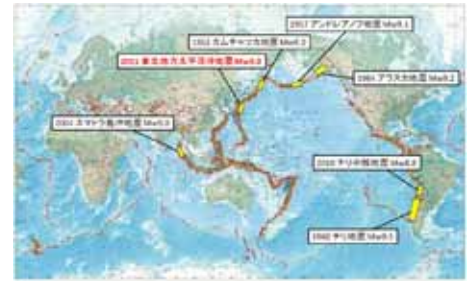 1957 アンドレアノフ地震 Mw9.1
1952 カムチャツカ地震 Mw9.0
2011 東北地方太平洋沖地震 Mw9.0
1964 アラスカ地震 Mw9.2
2004 スマトラ島沖地震 Mw9.0
2010 チリ中部地震 Mw8.8
1960 チリ地震 Mw9.5